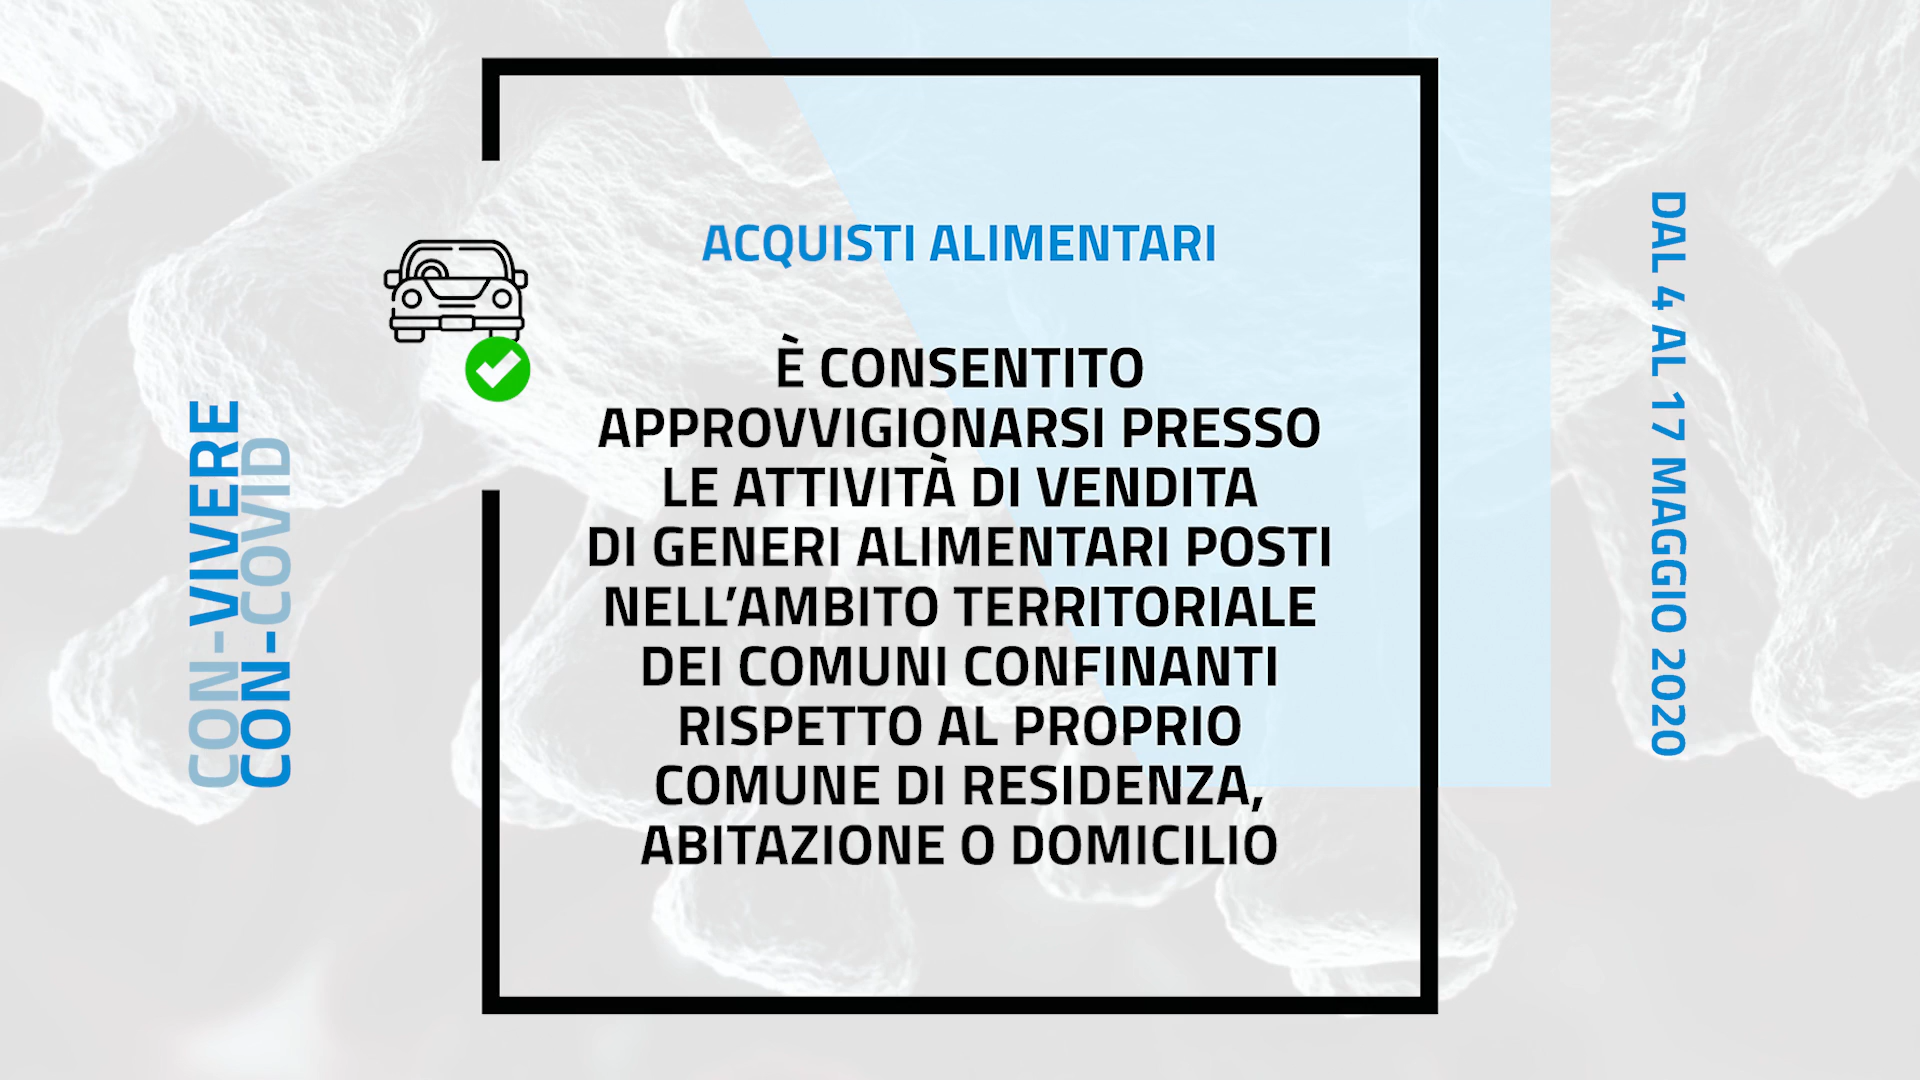 ACQUISTI ALIMENTARI
È CONSENTITO
APPROVVIGIONARSI PRESSO
LE ATTIVITÀ DI VENDITA
DI GENERI ALIMENTARI POSTI
NELL’AMBITO TERRITORIALE
DEI COMUNI CONFINANTI
RISPETTO AL PROPRIO
COMUNE DI RESIDENZA,
ABITAZIONE O DOMICILIO
CON-VIVERE
CON-COVID
DAL 4 AL 17 MAGGIO 2020